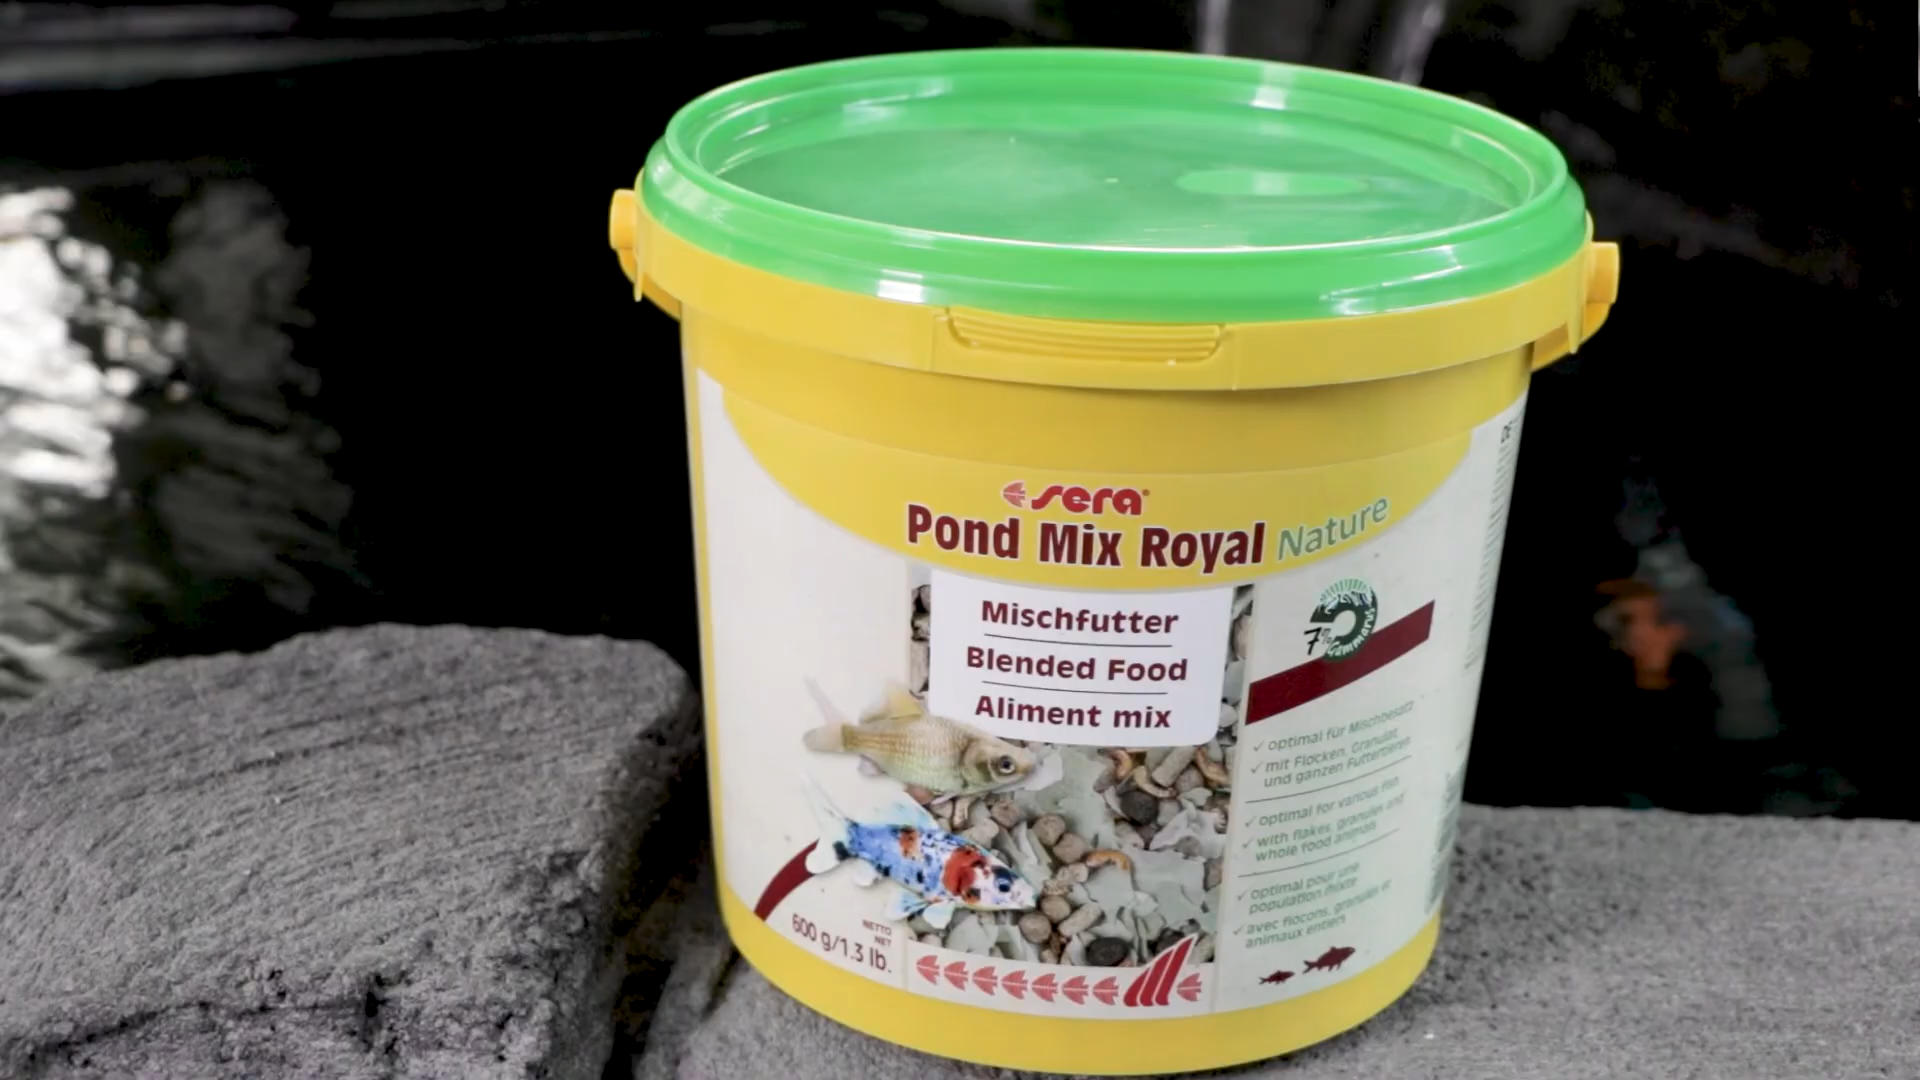 sera®
Pond Mix Royal Nature
Mischfutter
Blended Food
Aliment mix
7%
Gammarus
optimal für Mischbesatz
mit Flocken, Granulat
und ganzen Futtertieren
optimal for various fish
with flakes, granules and
whole food animals
optimal pour une
population mixte
avec flocons, granulés et
animaux entiers
NETTO
NET
600 g/1.3 lb.
DE